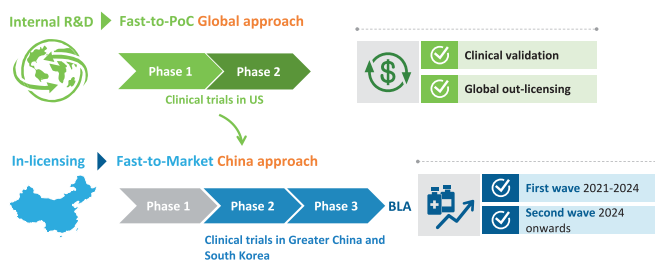 Internal R&D Fast-to-PoC Global approach
Phase 1 Phase 2
Clinical trials in US
$
Clinical validation
Global out-licensing
In-licensing Fast-to-Market China approach
Phase 1 Phase 2 Phase 3 BLA
Clinical trials in Greater China and
South Korea
First wave 2021-2024
Second wave 2024
onwards